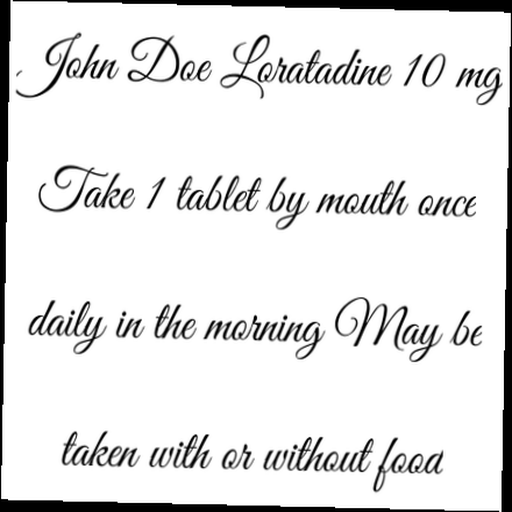 John Doe Loratadine 10 mg
Take 1 tablet by mouth once
daily in the morning May be
taken with or without food